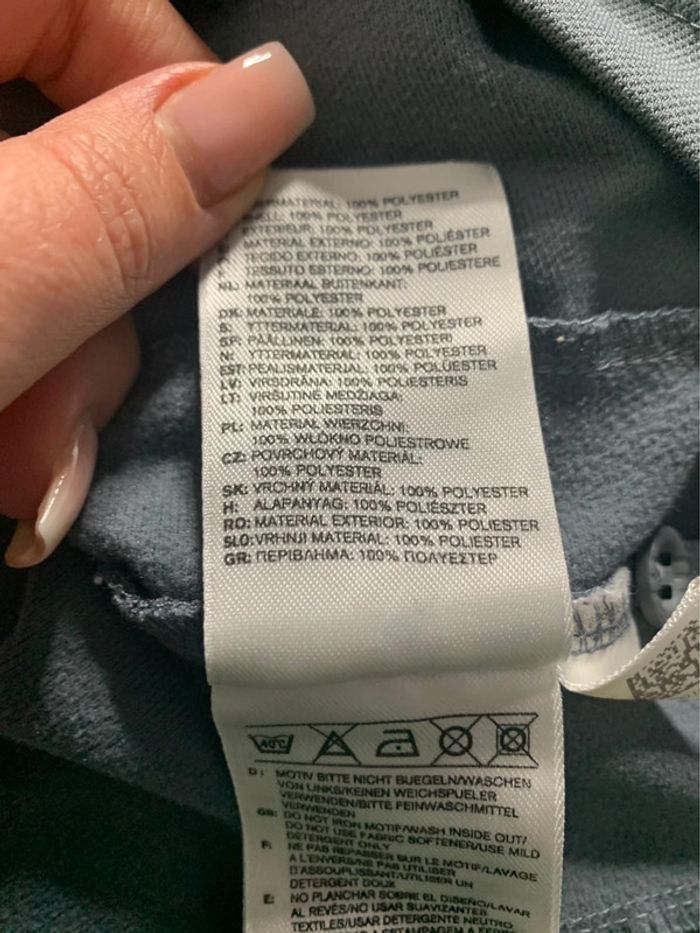 100% POLYESTER
100% POLYESTER
EXTERIEUR: 100% POLYESTER
MATERIAL EXTERNO: 100% POLIÉSTER
TECIDO EXTERNO: 100% POLIÉSTER
TESSUTO ESTERNO: 100% POLIESTERE
NL: MATERIAAL BUITENKANT:
100% POLYESTER
DK: MATERIALE: 100% POLYESTER
S: YTTERMATERIAL: 100% POLYESTER
SF: PÄÄLLINEN: 100% POLYESTERI
N: YTTERMATERIAL: 100% POLYESTER
EST: PEALISMATERJAL: 100% POLÜESTER
LV: VIRSDRĀNA: 100% POLIESTERIS
LT: VIRŠUTINĖ MEDŽIAGA:
100% POLIESTERIS
PL: MATERIAŁ WIERZCHNI:
100% WŁÓKNO POLIESTROWE
CZ: POVRCHOVÝ MATERIÁL:
100% POLYESTER
SK: VRCHNÝ MATERIÁL: 100% POLYESTER
H: ALAPANYAG: 100% POLIÉSZTER
RO: MATERIAL EXTERIOR: 100% POLYESTER
SLO: VRHNJI MATERIAL: 100% POLYESTER
GR: ΠΕΡΙΒΛΗΜΑ: 100% ΠΟΛΥΕΣΤΕΡ
40°C
D: MOTIV BITTE NICHT BUEGELN/WASCHEN
VON LINKS/KEINEN WEICHSPUELER
VERWENDEN/BITTE FEINWASCHMITTEL
VERWENDEN
GB: DO NOT IRON MOTIF/WASH INSIDE OUT/
DO NOT USE FABRIC SOFTENER/USE MILD
DETERGENT ONLY
F: NE PAS REPASSER SUR LE MOTIF/LAVAGE
A L'ENVERS/NE PAS UTILISER
D'ASSOUPLISSANT/UTILISER UN
DETERGENT DOUX
E: NO PLANCHAR SOBRE EL DISEÑO/LAVAR
AL REVÉS/NO USAR SUAVIZANTES
TEXTILES/USAR DETERGENTE NEUTRO